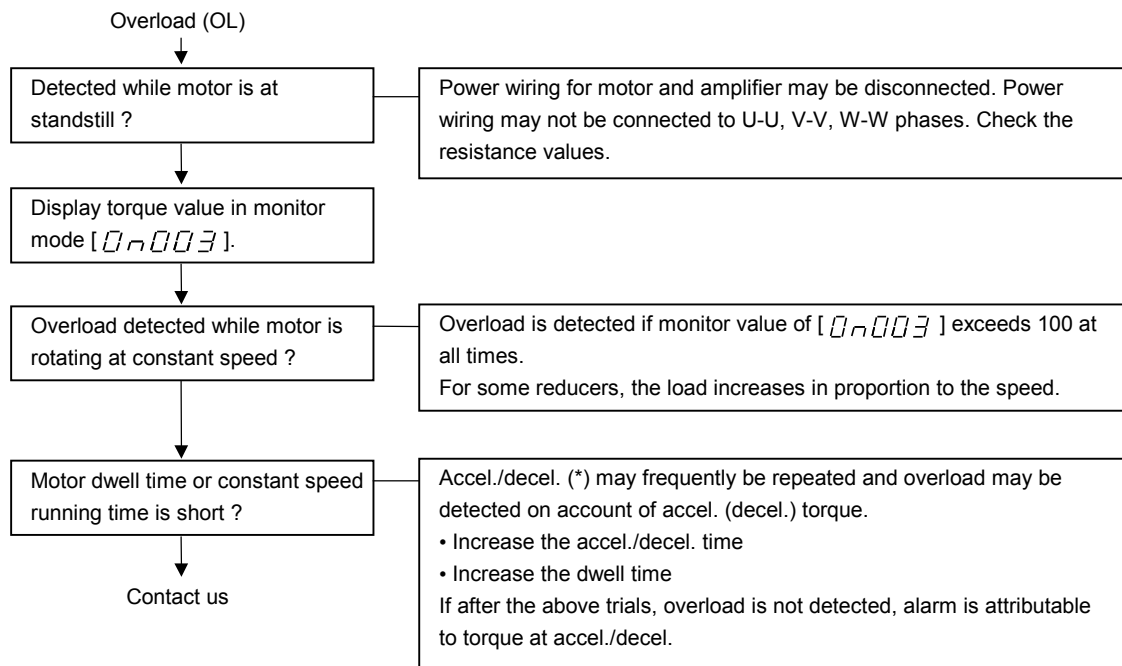 Overload (OL)
Detected while motor is at
standstill ?
Power wiring for motor and amplifier may be disconnected. Power
wiring may not be connected to U-U, V-V, W-W phases. Check the
resistance values.
Display torque value in monitor
mode [ 0n003 ].
Overload detected while motor is
rotating at constant speed ?
Overload is detected if monitor value of [ 0n003 ] exceeds 100 at
all times.
For some reducers, the load increases in proportion to the speed.
Motor dwell time or constant speed
running time is short ?
Accel./decel. (*) may frequently be repeated and overload may be
detected on account of accel. (decel.) torque.
• Increase the accel./decel. time
• Increase the dwell time
If after the above trials, overload is not detected, alarm is attributable
to torque at accel./decel.
Contact us